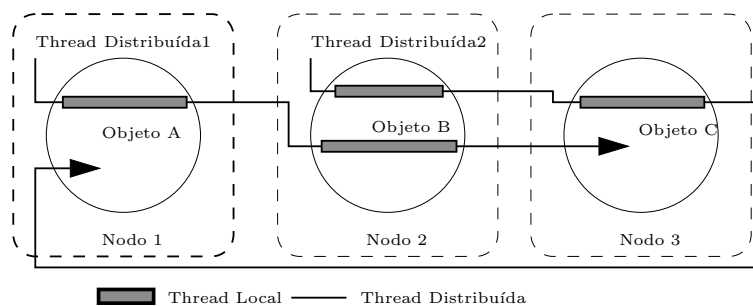 Thread Distribuída1
Thread Distribuída2
Objeto A
Objeto B
Objeto C
Nodo 1
Nodo 2
Nodo 3
Thread Local
Thread Distribuída